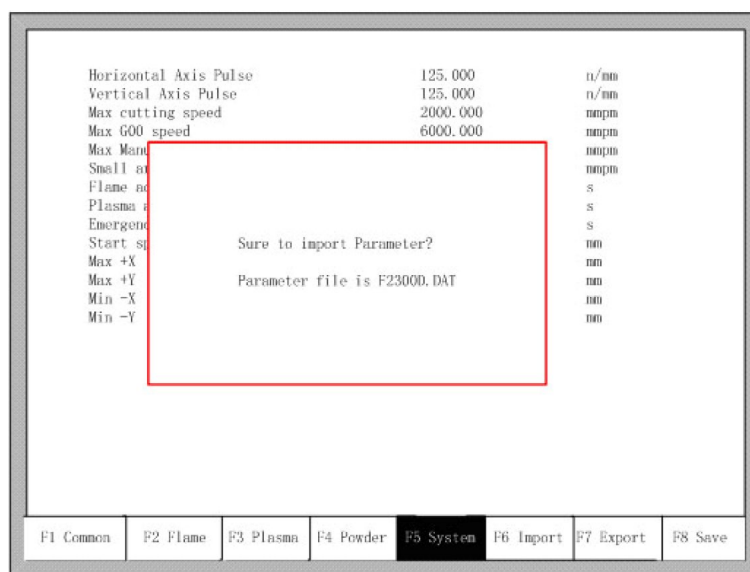 Horizontal Axis Pulse 125.000 n/mm
Vertical Axis Pulse 125.000 n/mm
Max cutting speed 2000.000 mmpm
Max G00 speed 6000.000 mmpm
Max Manu mmpm
Small a mmpm
Flame a s
Plasma a s
Emergen s
Start sp mm
Sure to import Parameter?
Max +X mm
Max +Y mm
Parameter file is F2300D.DAT
Min -X mm
Min -Y mm
F1 Common F2 Flame F3 Plasma F4 Powder F5 System F6 Import F7 Export F8 Save